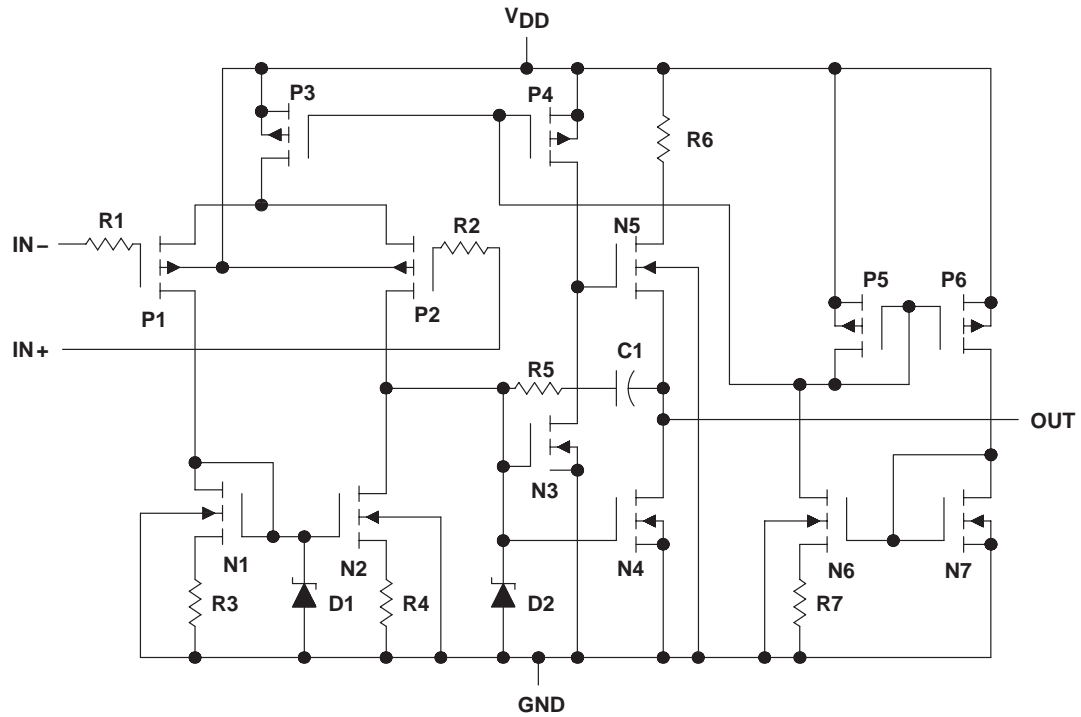 VDD
P3
P4
R6
R1
R2
N5
IN−
P5
P6
P1
P2
IN+
C1
R5
OUT
N3
N1
N2
N4
N6
N7
R3
D1
R4
D2
R7
GND